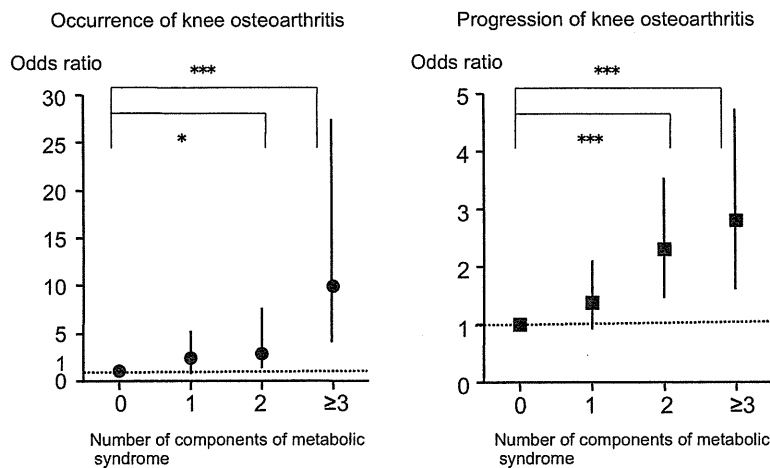 Occurrence of knee osteoarthritis
Odds ratio
***
*
30
25
20
15
10
5
1
0
0 1 2 ≥3
Number of components of metabolic
syndrome
Progression of knee osteoarthritis
Odds ratio
***
***
5
4
3
2
1
0
0 1 2 ≥3
Number of components of metabolic
syndrome